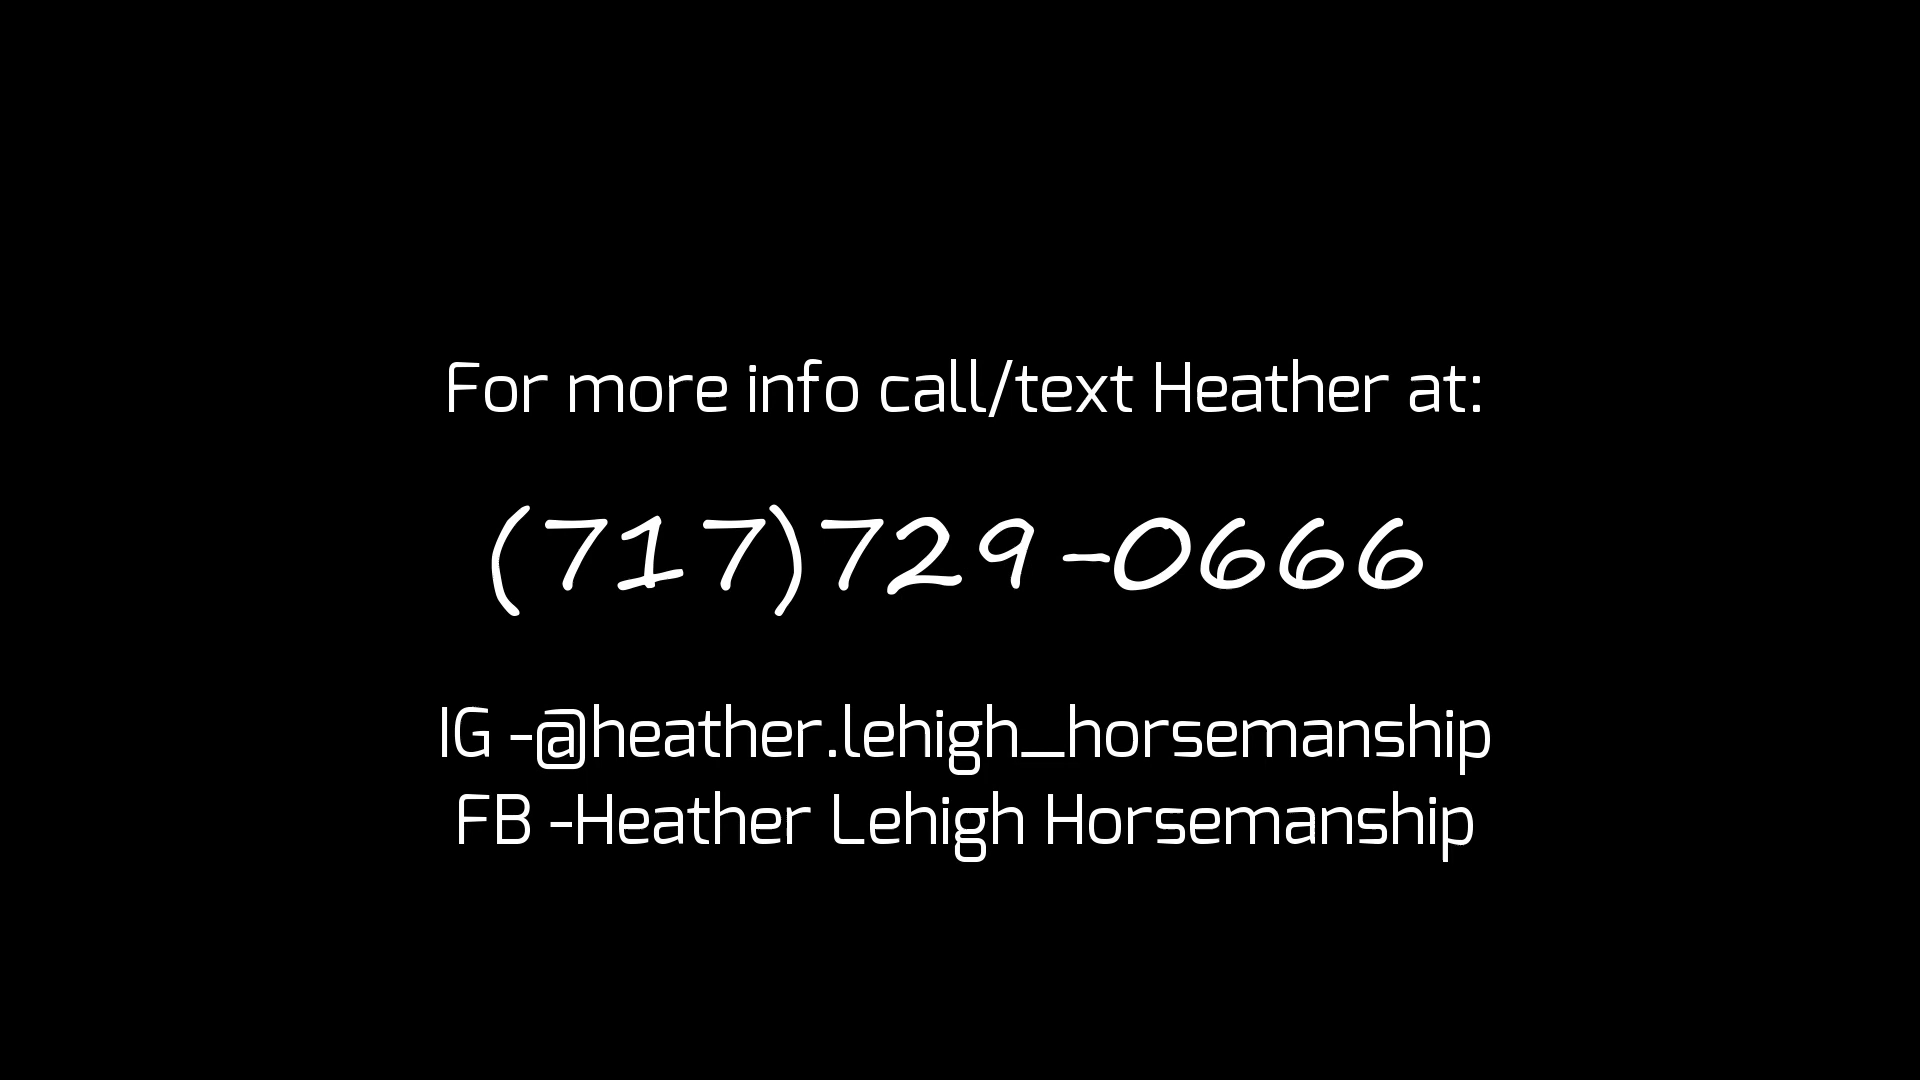 For more info call/text Heather at:
(717)729-0666
IG -@heather.lehigh_horsemanship
FB -Heather Lehigh Horsemanship